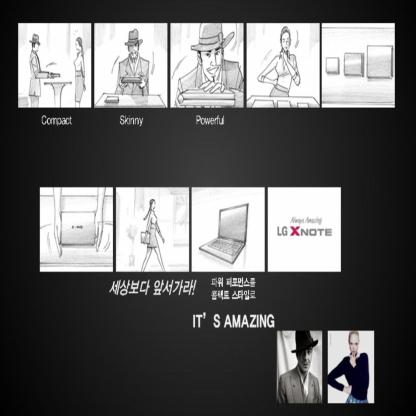 Compact
Skinny
Powerful
Always Amazing
LG XNOTE
세상보다 앞서가라!
파워 퍼포먼스를
콤팩트 스타일로
IT'S AMAZING